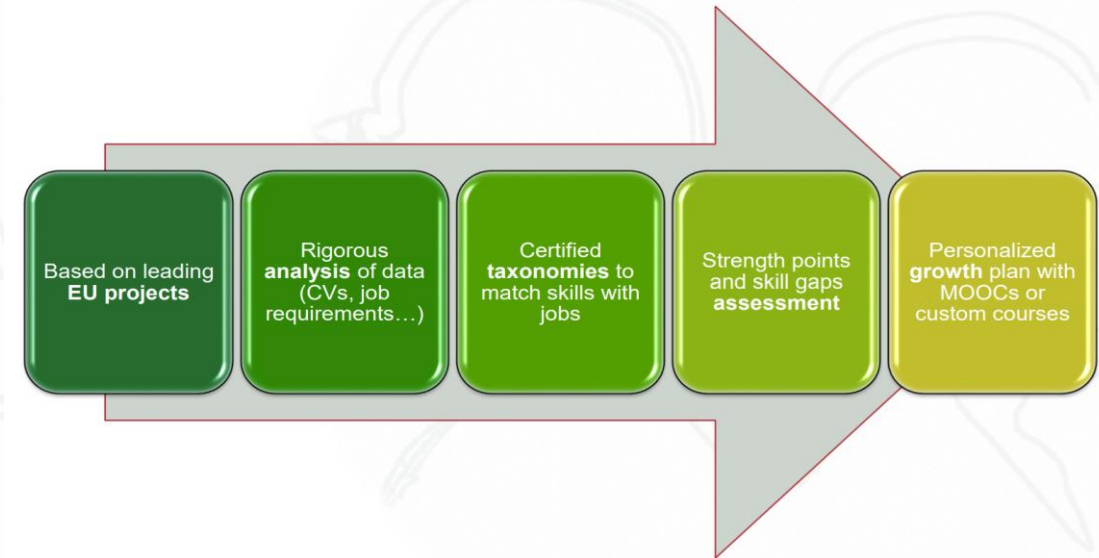 Based on leading
EU projects
Rigorous
analysis of data
(CVs, job
requirements…)
Certified
taxonomies to
match skills with
jobs
Strength points
and skill gaps
assessment
Personalized
growth plan with
MOOCs or
custom courses